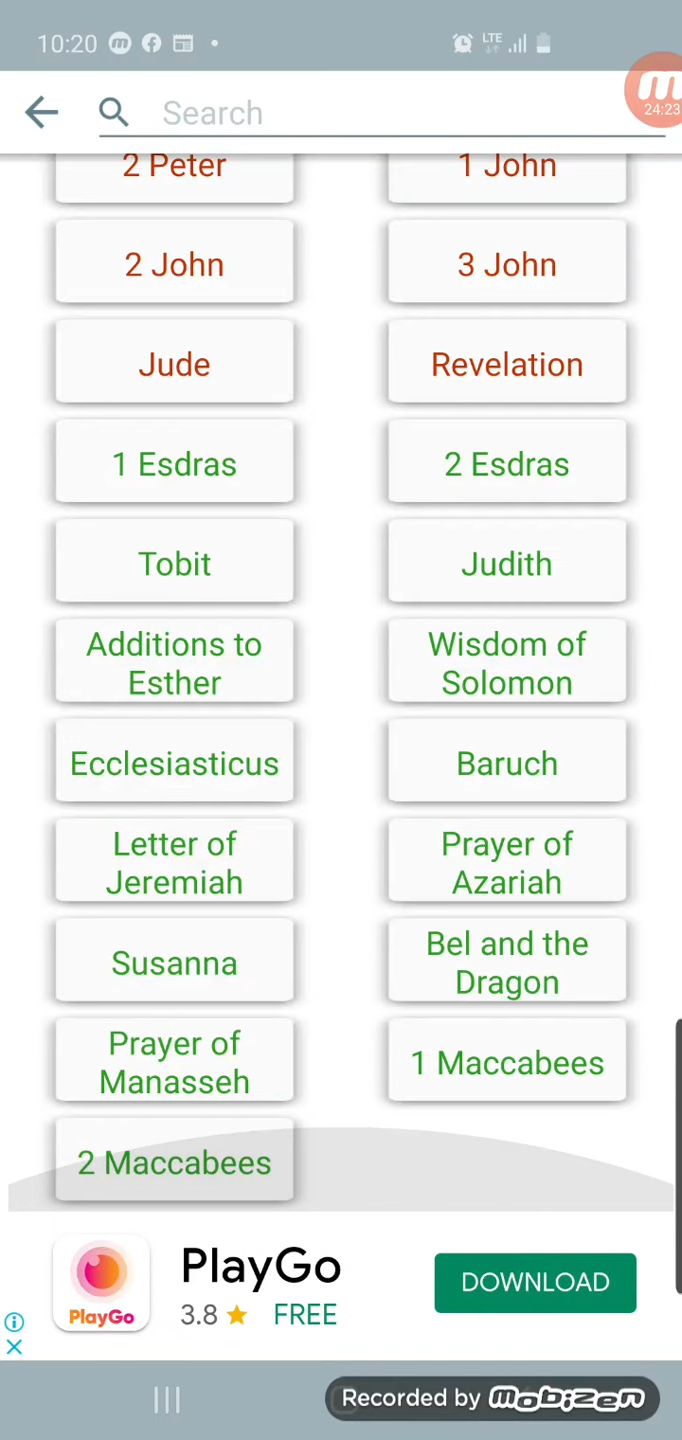 10:20
LTE
24:23
Search
2 Peter
1 John
2 John
3 John
Jude
Revelation
1 Esdras
2 Esdras
Tobit
Judith
Additions to
Esther
Wisdom of
Solomon
Ecclesiasticus
Baruch
Letter of
Jeremiah
Prayer of
Azariah
Susanna
Bel and the
Dragon
Prayer of
Manasseh
1 Maccabees
2 Maccabees
PlayGo
PlayGo
3.8 ★ FREE
DOWNLOAD
Recorded by mobizen